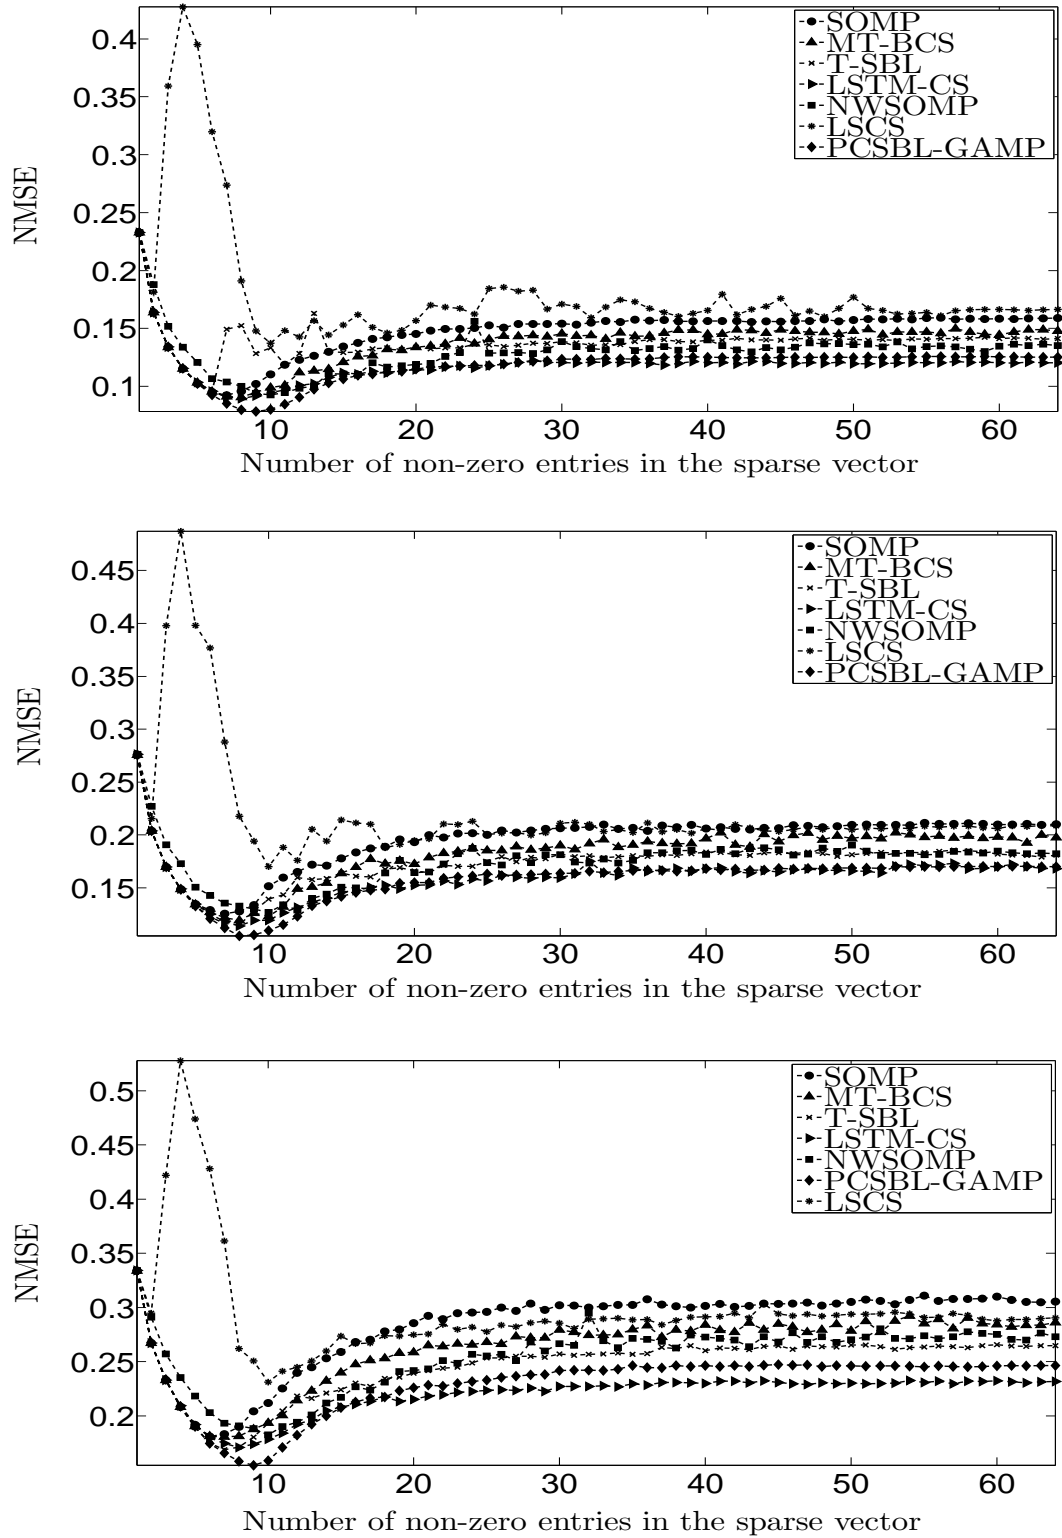 0.4
0.35
0.3
0.25
0.2
0.15
0.1
NMSE
SOMP
MT-BCS
T-SBL
LSTM-CS
NWSOMP
LSCS
PCSBL-GAMP
10 20 30 40 50 60
Number of non-zero entries in the sparse vector
0.45
0.4
0.35
0.3
0.25
0.2
0.15
NMSE
SOMP
MT-BCS
T-SBL
LSTM-CS
NWSOMP
LSCS
PCSBL-GAMP
10 20 30 40 50 60
Number of non-zero entries in the sparse vector
0.5
0.45
0.4
0.35
0.3
0.25
0.2
NMSE
SOMP
MT-BCS
T-SBL
LSTM-CS
NWSOMP
PCSBL-GAMP
LSCS
10 20 30 40 50 60
Number of non-zero entries in the sparse vector